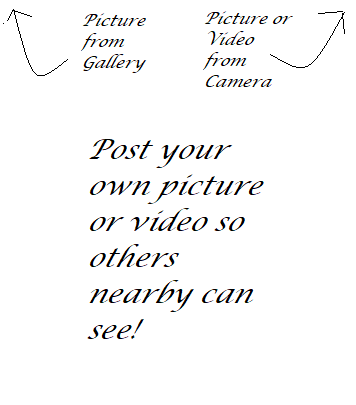 Picture
from
Gallery
Picture or
Video
from
Camera
Post your
own picture
or video so
others
nearby can
see!